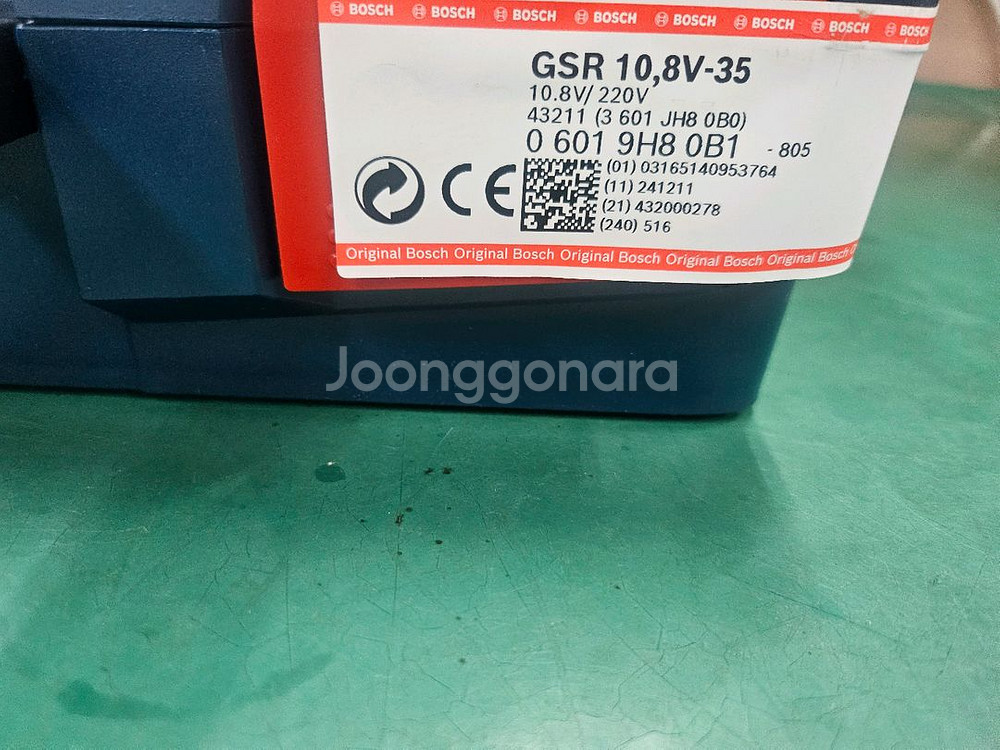 BOSCH BOSCH BOSCH BOSCH BOSCH BOSCH BOSCH BOSCH
GSR 10,8V-35
10.8V/ 220V
43211 (3 601 JH8 0B0)
0 601 9H8 0B1 - 805
(01) 03165140953764
(11) 241211
(21) 432000278
(240) 516
CE
Original Bosch Original Bosch Original Bosch Original Bosch Original Bosch O
Joonggonara